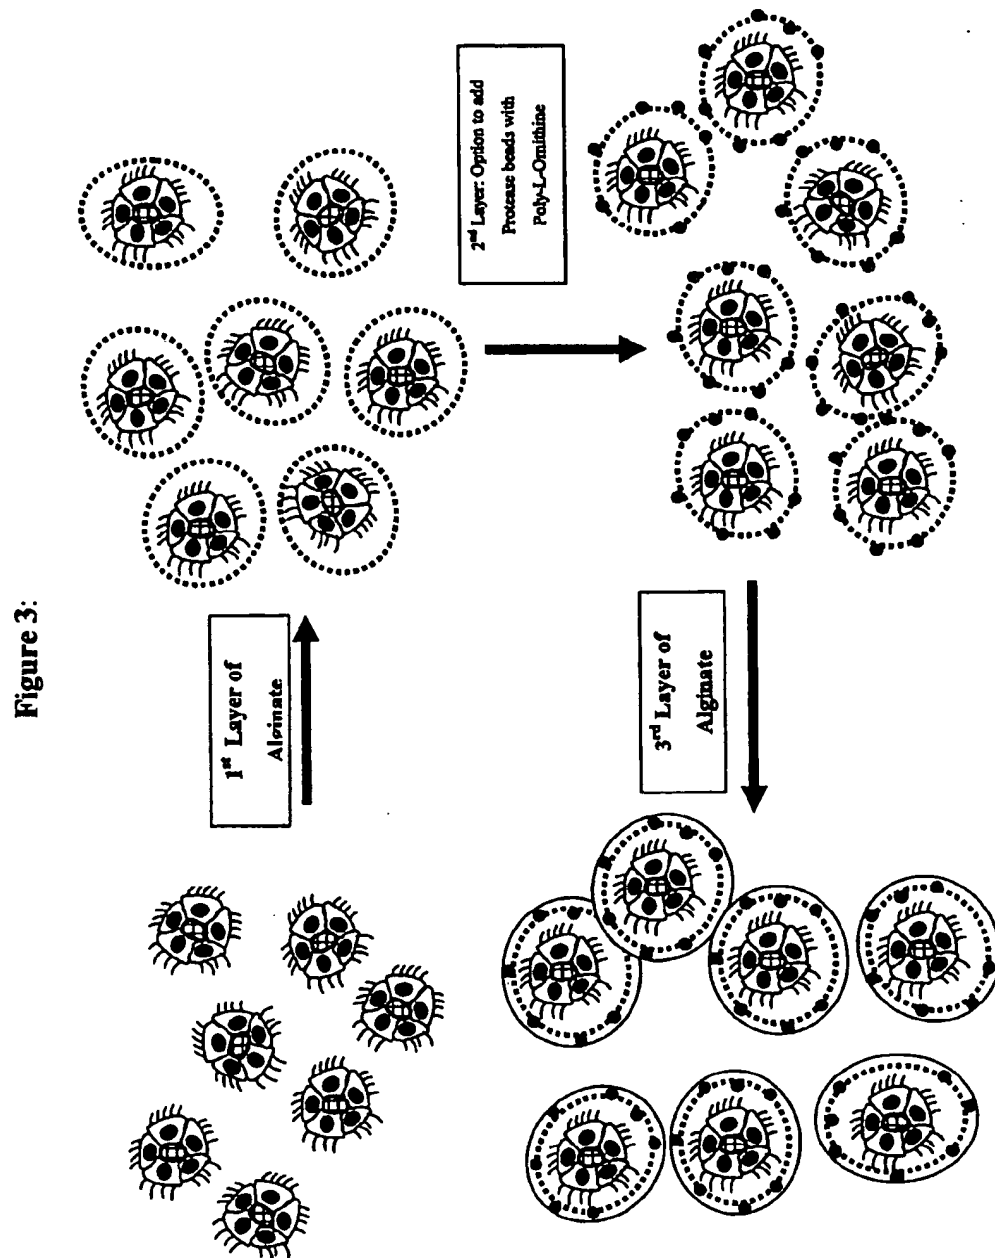 Figure 3:
1st Layer of
Alginate
2nd Layer: Option to add
Protease beads with
Poly-L-Ornithine
3rd Layer of
Alginate